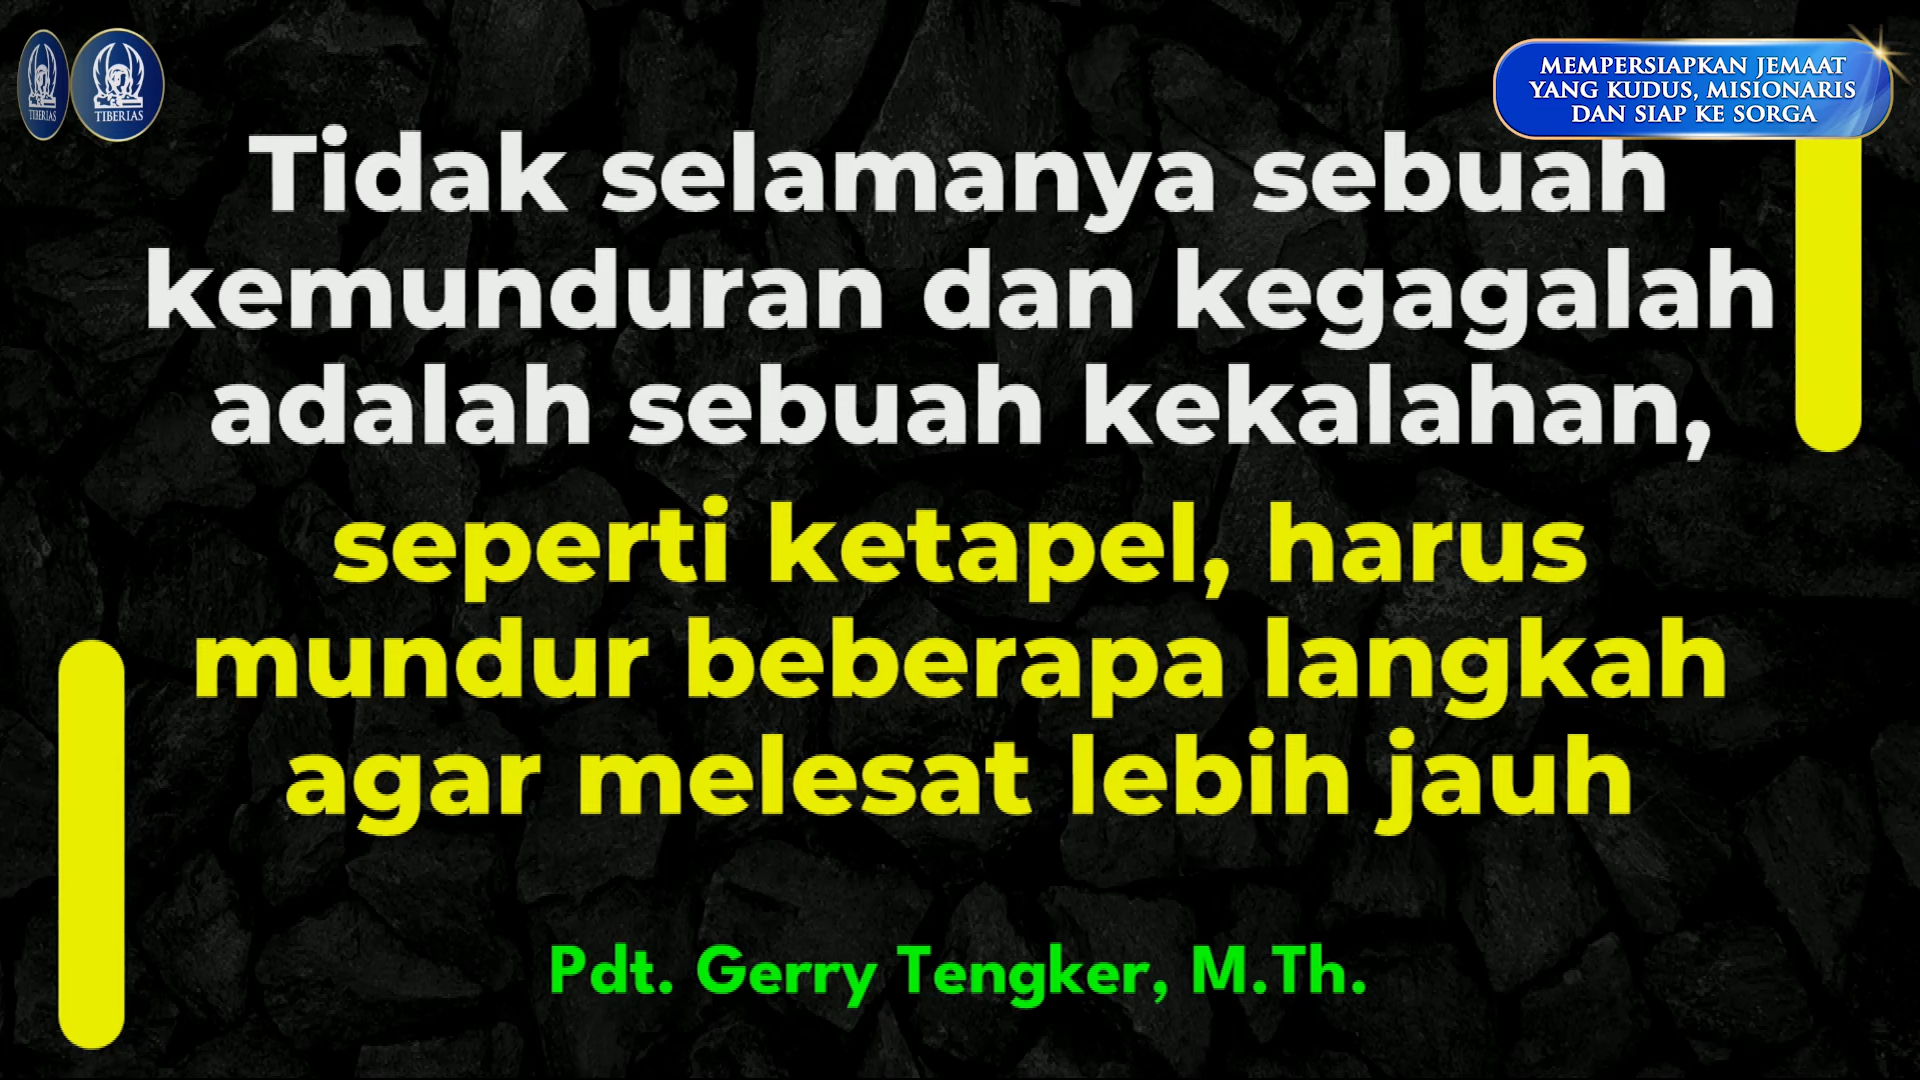 TIBERIAS
TIBERIAS
MEMPERSIAPKAN JEMAAT
YANG KUDUS, MISIONARIS
DAN SIAP KE SORGA
Tidak selamanya sebuah
kemunduran dan kegagalah
adalah sebuah kekalahan,
seperti ketapel, harus
mundur beberapa langkah
agar melesat lebih jauh
Pdt. Gerry Tengker, M.Th.